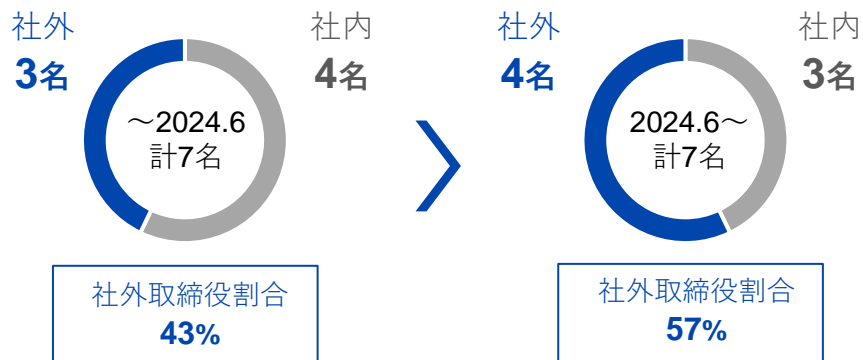 社外
3名
社内
4名
～2024.6
計7名
社外取締役割合
43%
社外
4名
社内
3名
2024.6～
計7名
社外取締役割合
57%